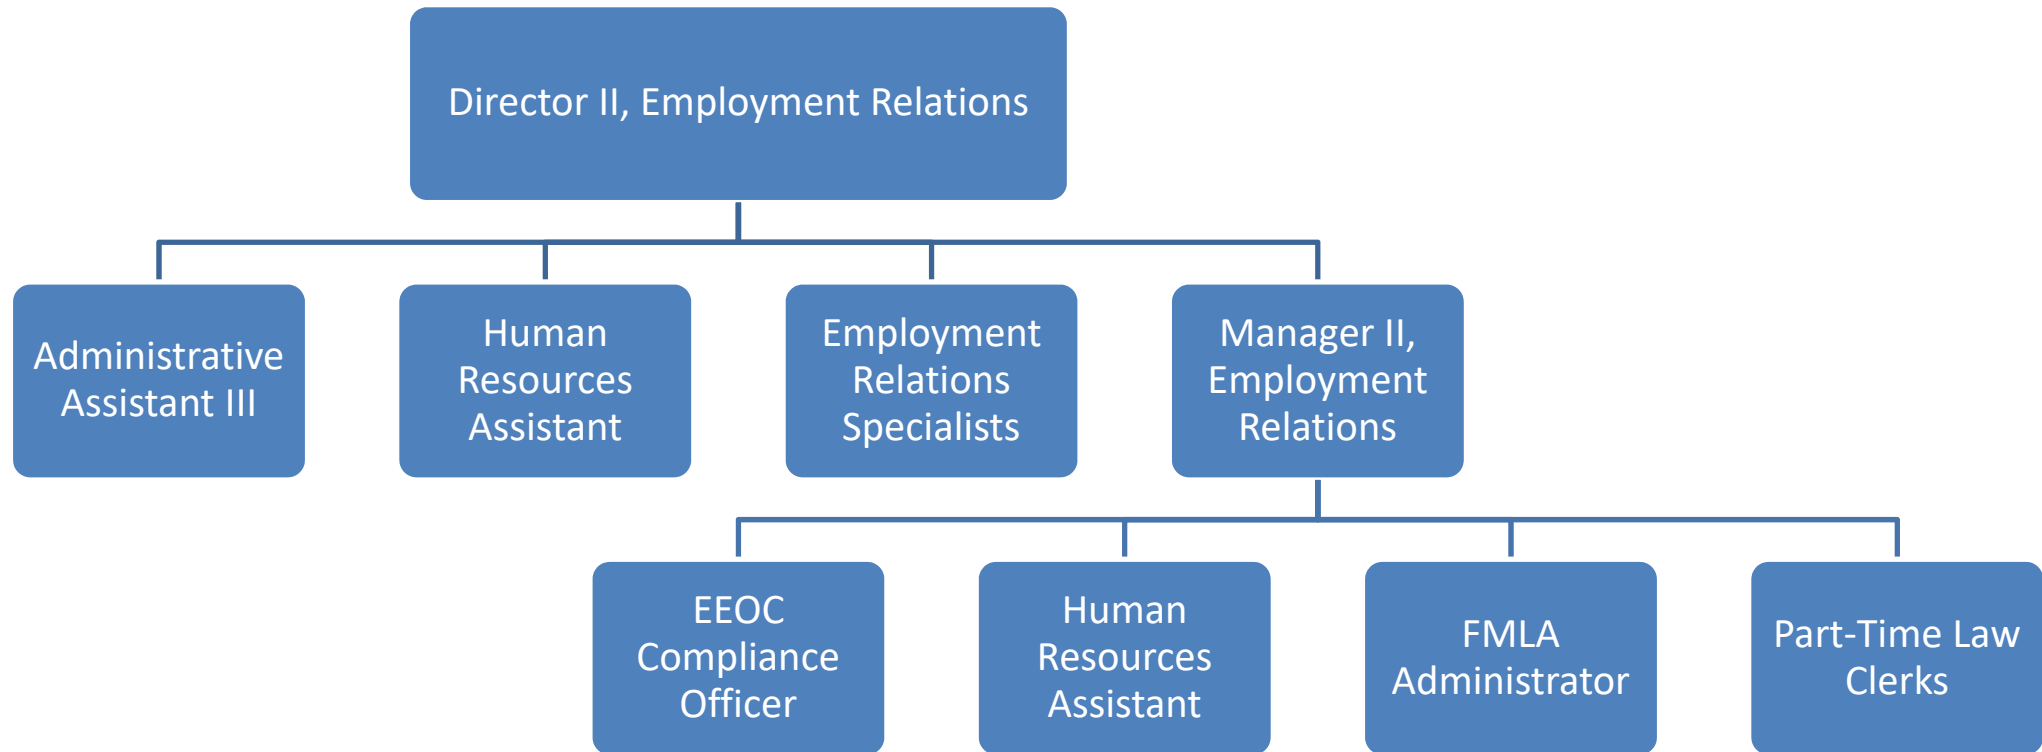 Director II, Employment Relations
Administrative
Assistant III
Human
Resources
Assistant
Employment
Relations
Specialists
Manager II,
Employment
Relations
EEOC
Compliance
Officer
Human
Resources
Assistant
FMLA
Administrator
Part-Time Law
Clerks